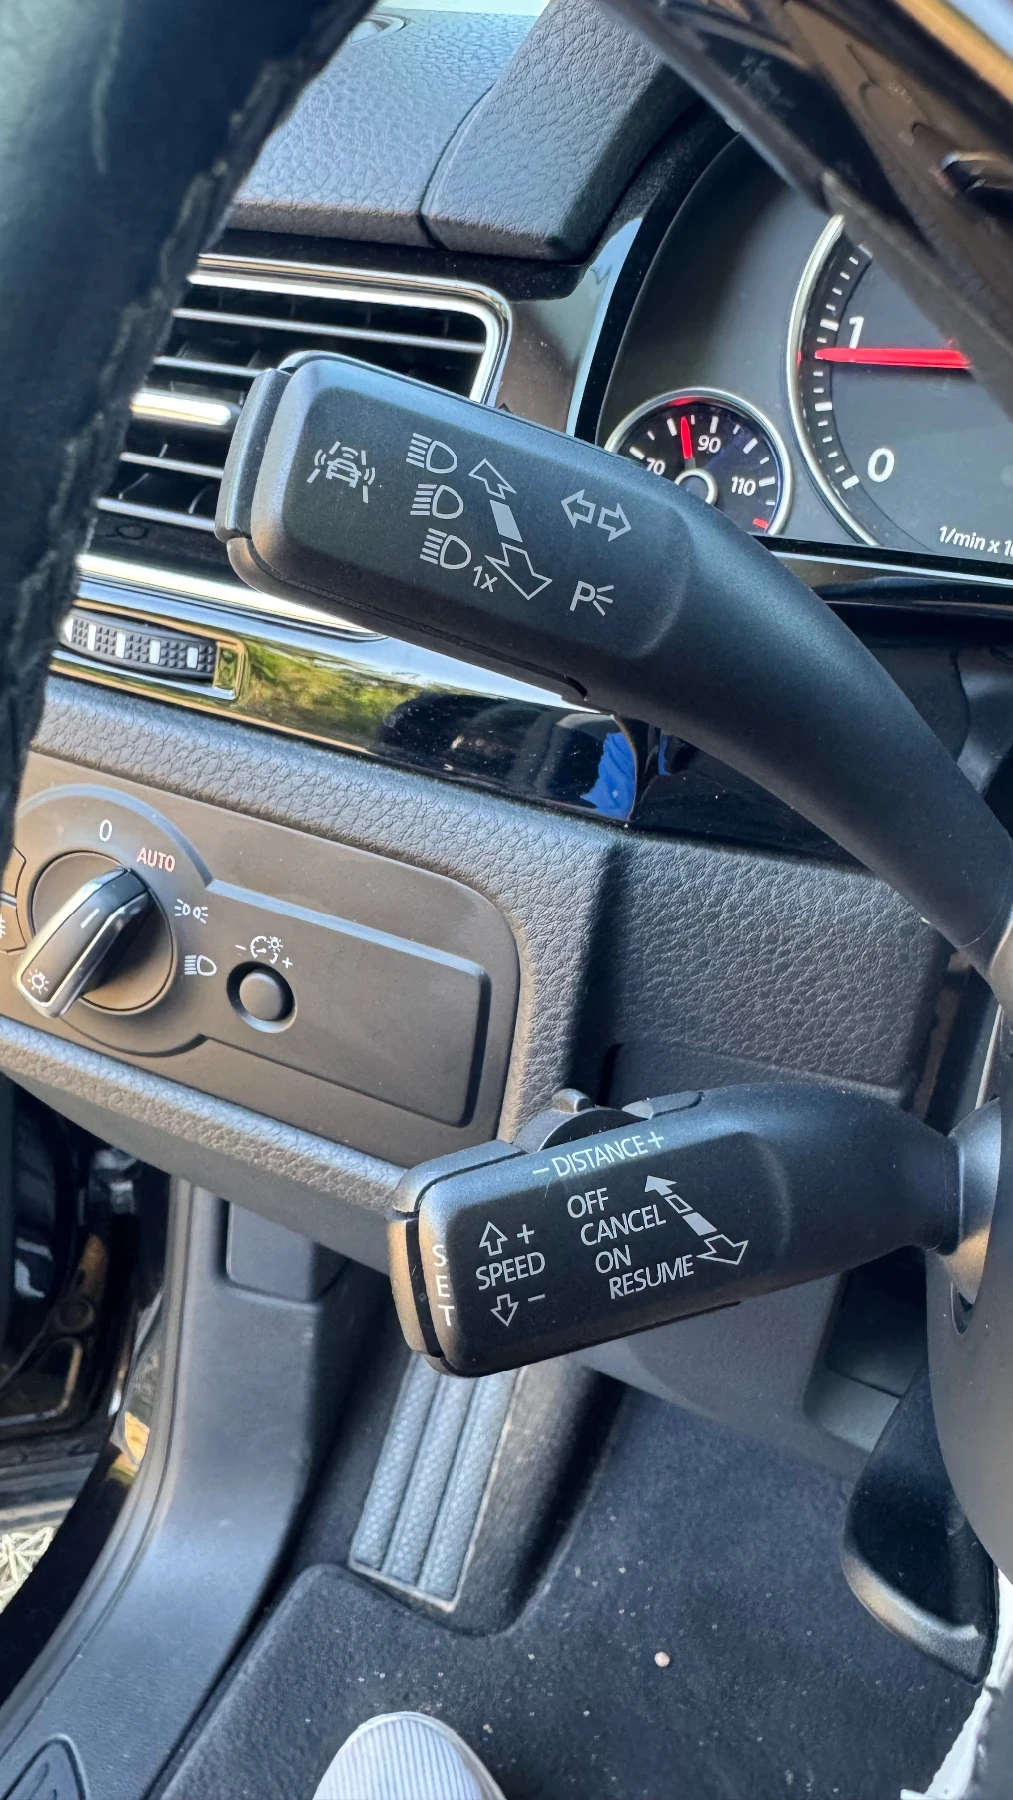 1
90
70
110
0
1/min x 1
1x
P
0
AUTO
- +
- DISTANCE +
OFF
CANCEL
ON
RESUME
+
SPEED
-
SET